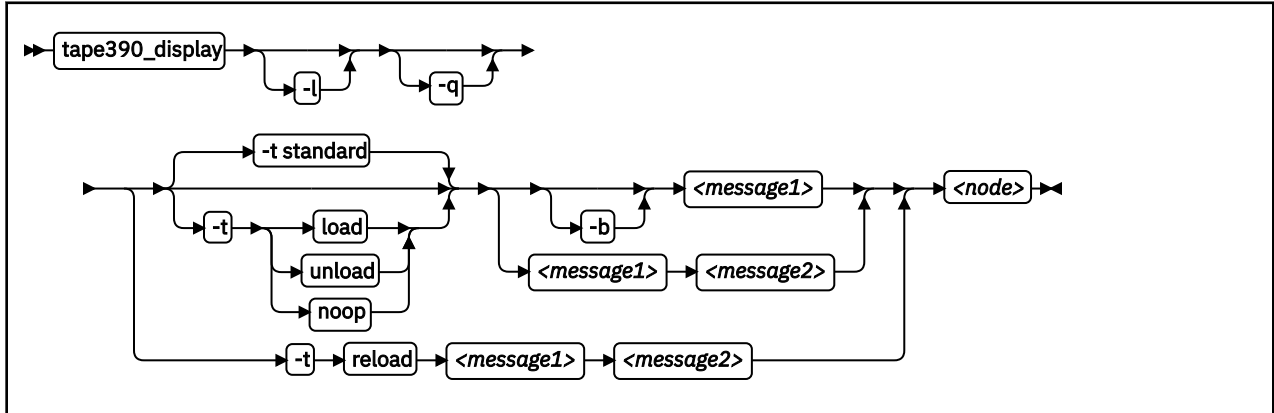 tape390_display
-l -q
-t standard
<message1> <node>
-t load -b
unload <message1> <message2>
noop
-t reload <message1> <message2>